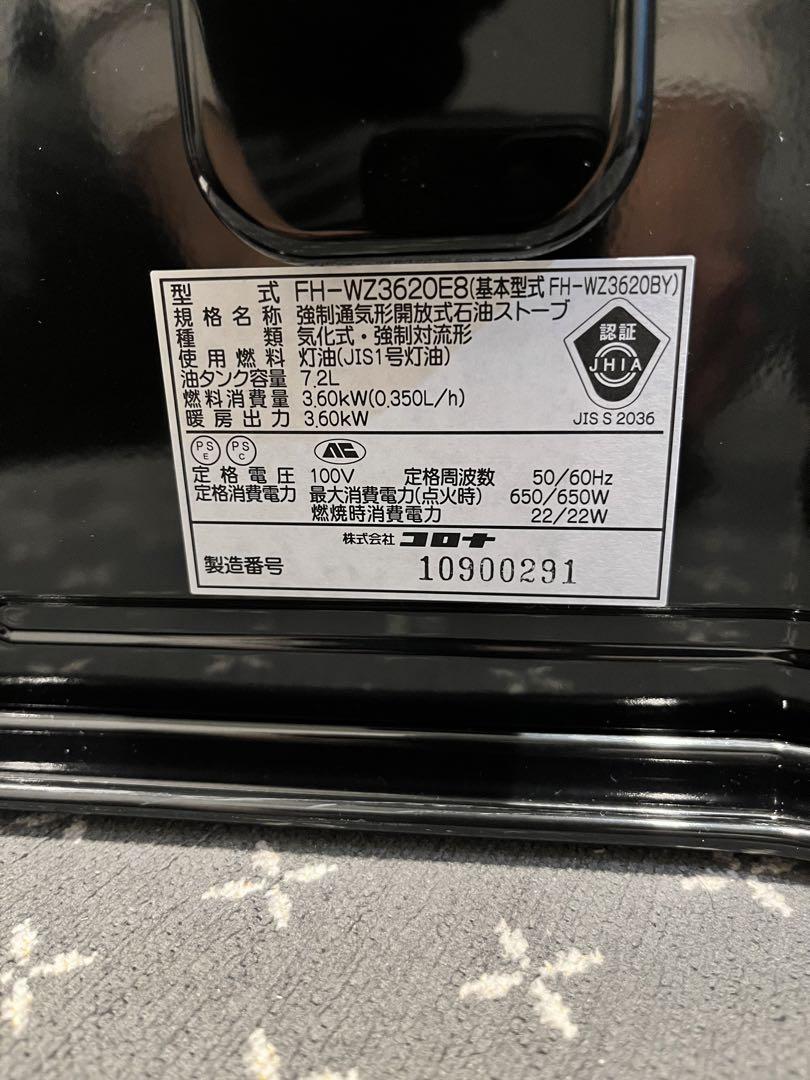 型式 FH-WZ3620E8(基本型式 FH-WZ3620BY)
規格名称 強制通気形開放式石油ストーブ
種類 気化式・強制対流形
使用燃料 灯油(JIS1号灯油)
油タンク容量 7.2L
燃料消費量 3.60kW(0.350L/h)
暖房出力 3.60kW
認証
JHIA
JIS S 2036
PS E PS C
定格電圧 100V 定格周波数 50/60Hz
定格消費電力 最大消費電力(点火時) 650/650W
燃焼時消費電力 22/22W
株式会社 コロナ
製造番号 10900291